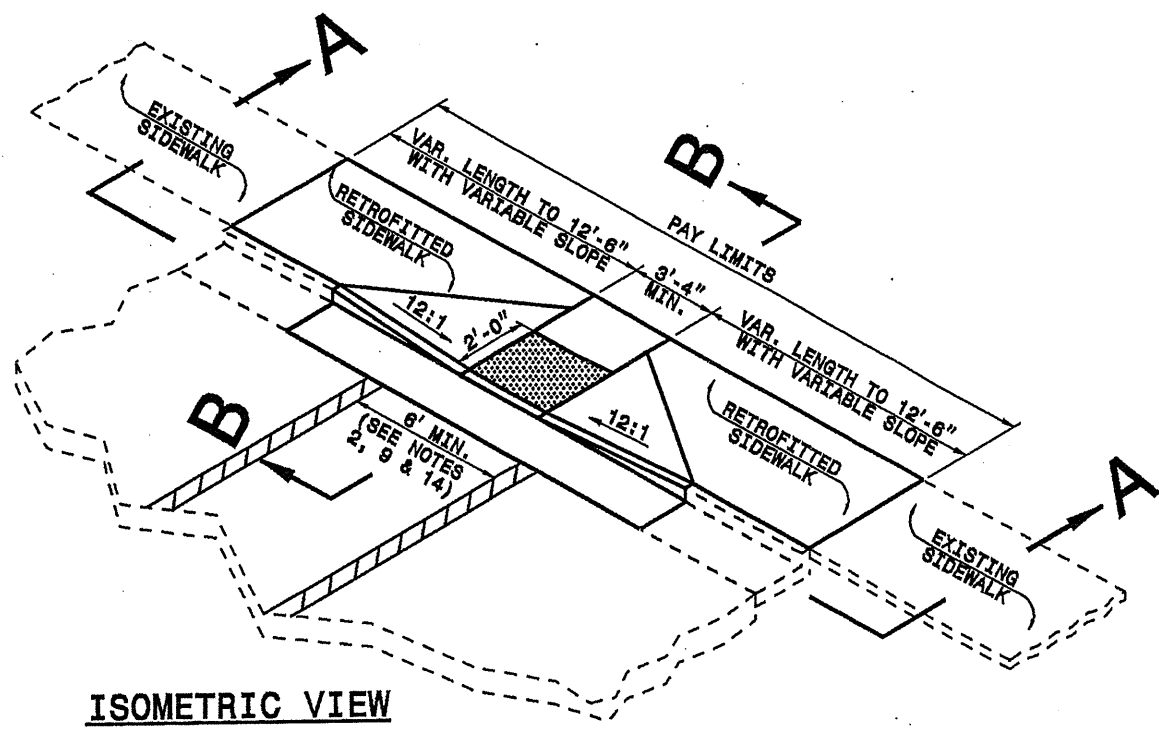 A
EXISTING
SIDEWALK
B
VAR. LENGTH TO 12'-6"
WITH VARIABLE SLOPE
PAY LIMITS
RETROFITTED
SIDEWALK
3'-4"
MIN.
12:1
2'-0"
VAR. LENGTH TO 12'-6"
WITH VARIABLE SLOPE
B
6' MIN.
(SEE NOTES
2, 9 & 14)
12:1
RETROFITTED
SIDEWALK
A
EXISTING
SIDEWALK
ISOMETRIC VIEW